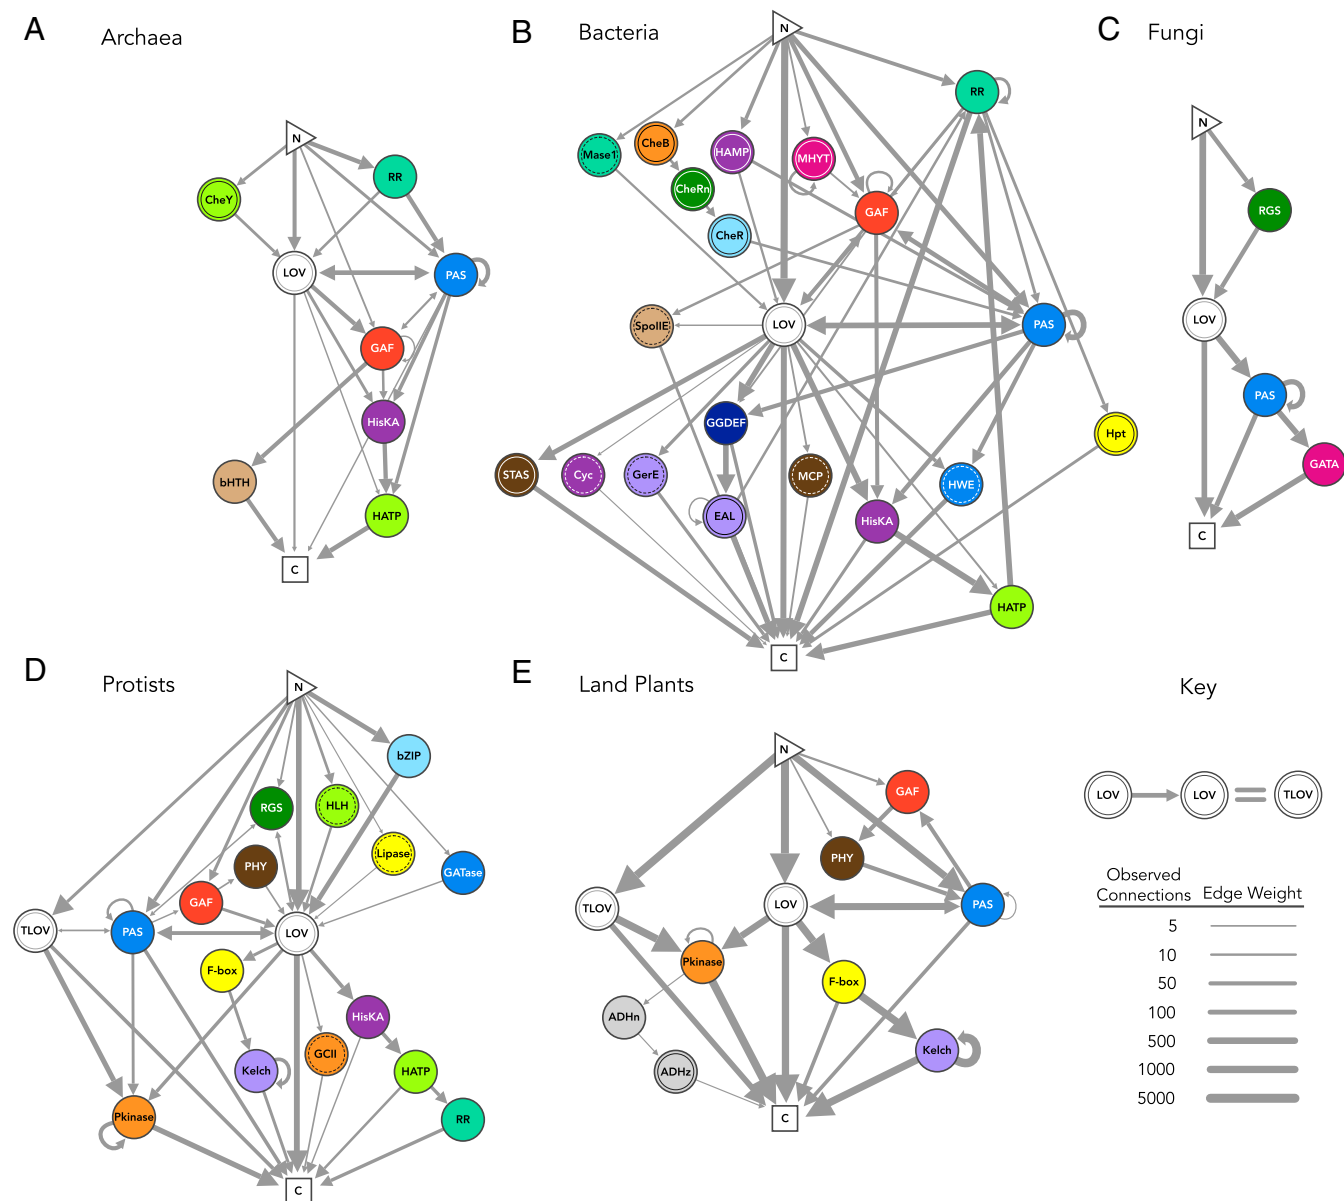 A
Archaea
N
CheY
RR
LOV
PAS
GAF
HisKA
bHTH
HATP
C
B
Bacteria
N
RR
Mase1
CheB
HAMP
MHYT
CheRn
CheR
GAF
SpoIIE
LOV
PAS
GGDEF
Hpt
STAS
Cyc
GerE
MCP
HWE
EAL
HisKA
HATP
C
C
Fungi
N
RGS
LOV
PAS
GATA
C
D
Protists
N
bZIP
RGS
HLH
PHY
Lipase
GATase
GAF
TLOV
PAS
LOV
F-box
HisKA
Kelch
GCII
HATP
Pkinase
RR
C
E
Land Plants
N
GAF
PHY
TLOV
LOV
PAS
Pkinase
F-box
ADHn
Kelch
ADHz
C
Key
LOV
LOV
TLOV
Observed
Connections
Edge Weight
5
10
50
100
500
1000
5000